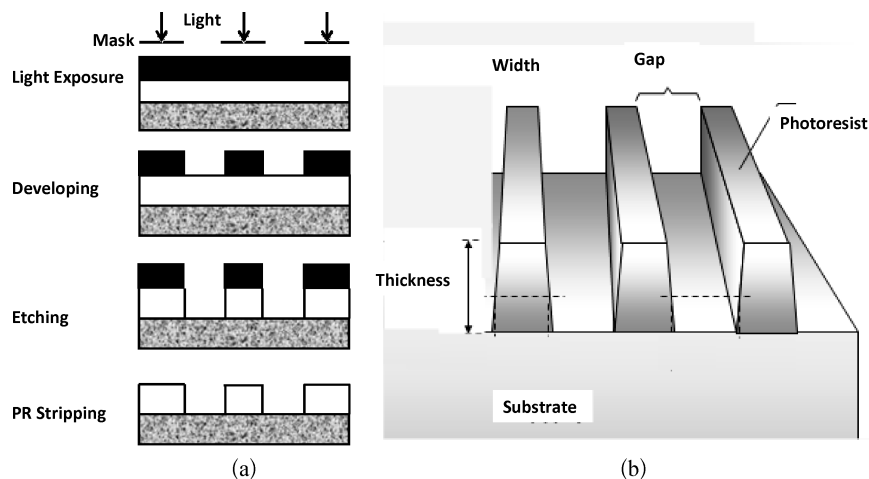 Light
Mask
Light Exposure
Developing
Etching
PR Stripping
(a)
Width
Gap
Photoresist
Thickness
Substrate
(b)